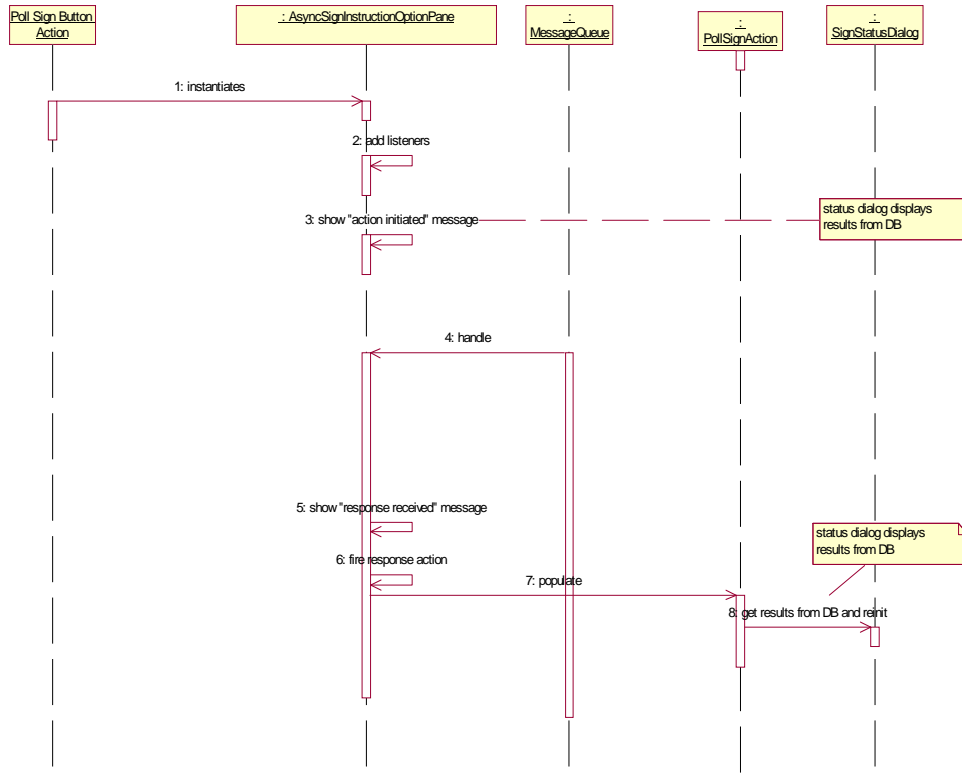 Poll Sign Button
Action
: AsyncSignInstructionOptionPane
:
MessageQueue
:
PollSignAction
:
SignStatusDialog
1: instantiates
2: add listeners
3: show "action initiated" message
status dialog displays
results from DB
4: handle
5: show "response received" message
status dialog displays
results from DB
6: fire response action
7: populate
8: get results from DB and reinit